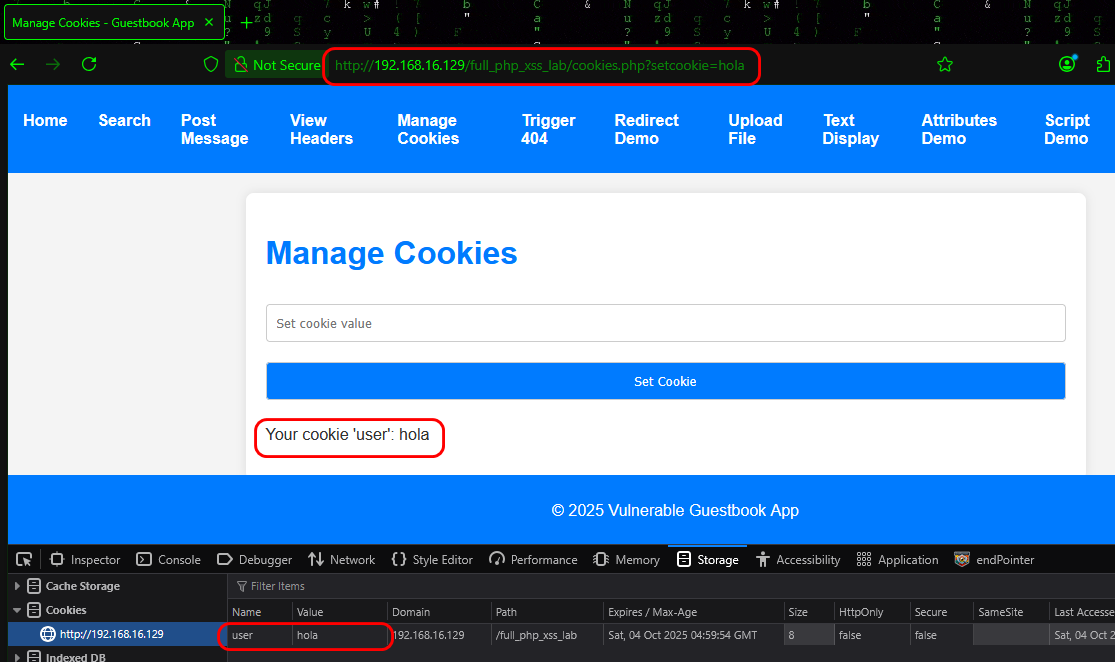 Manage Cookies - Guestbook App
Not Secure http://192.168.16.129/full_php_xss_lab/cookies.php?setcookie=hola
Home Search Post Message View Headers Manage Cookies Trigger 404 Redirect Demo Upload File Text Display Attributes Demo Script Demo
Manage Cookies
Set cookie value
Set Cookie
Your cookie 'user': hola
© 2025 Vulnerable Guestbook App
Inspector Console Debugger Network Style Editor Performance Memory Storage Accessibility Application endPointer
Cache Storage
Filter Items
Cookies
Name Value Domain Path Expires / Max-Age Size HttpOnly Secure SameSite Last Accesse
http://192.168.16.129
user hola 192.168.16.129 /full_php_xss_lab Sat, 04 Oct 2025 04:59:54 GMT 8 false false Sat, 04 Oct 2
Indexed DB